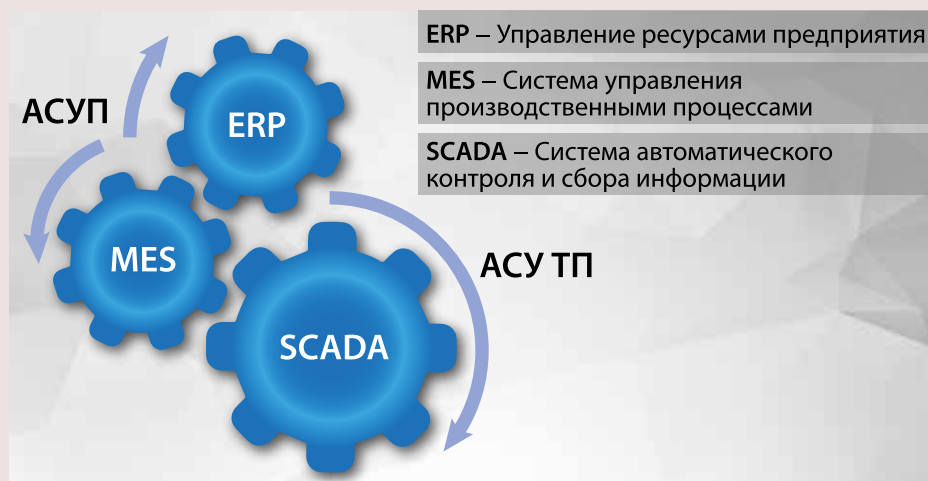 ERP – Управление ресурсами предприятия
MES – Система управления
производственными процессами
SCADA – Система автоматического
контроля и сбора информации
АСУП
ERP
MES
АСУ ТП
SCADA